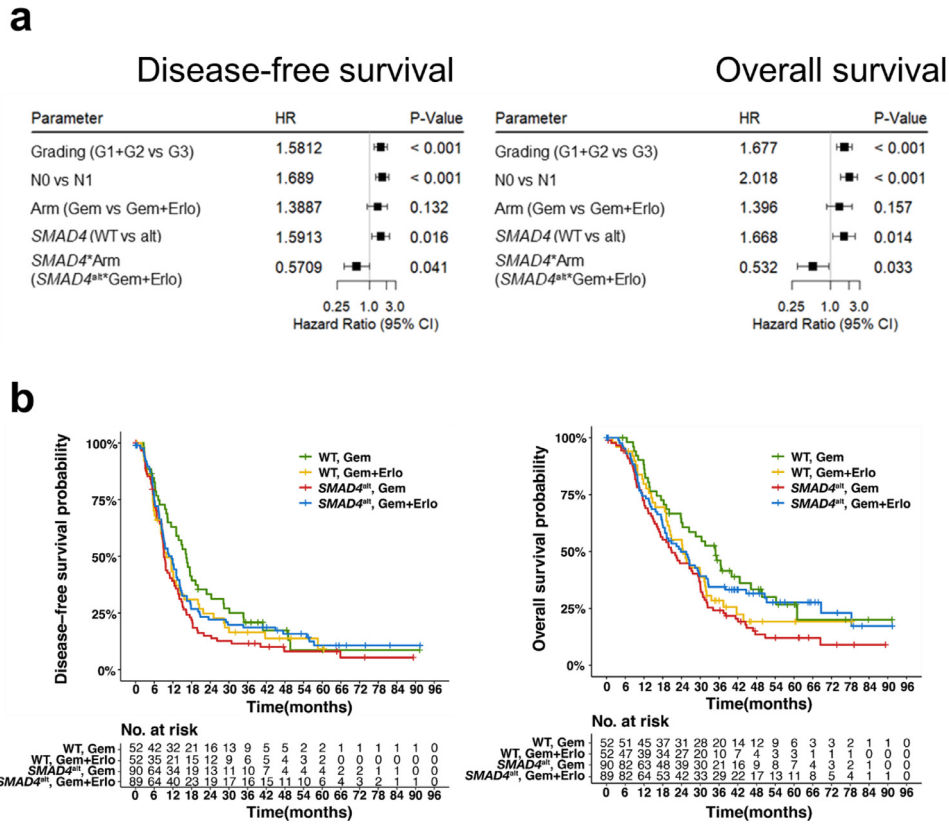 a
Disease-free survival
Parameter HR P-Value
Grading (G1+G2 vs G3) 1.5812 < 0.001
N0 vs N1 1.689 < 0.001
Arm (Gem vs Gem+Erlo) 1.3887 0.132
SMAD4 (WT vs alt) 1.5913 0.016
SMAD4*Arm
(SMAD4alt*Gem+Erlo) 0.5709 0.041
0.25 1.0 3.0
Hazard Ratio (95% CI)
Overall survival
Parameter HR P-Value
Grading (G1+G2 vs G3) 1.677 < 0.001
N0 vs N1 2.018 < 0.001
Arm (Gem vs Gem+Erlo) 1.396 0.157
SMAD4 (WT vs alt) 1.668 0.014
SMAD4*Arm
(SMAD4alt*Gem+Erlo) 0.532 0.033
0.25 1.0 3.0
Hazard Ratio (95% CI)
b
Disease-free survival probability
100%
75%
50%
25%
0%
WT, Gem
WT, Gem+Erlo
SMAD4alt, Gem
SMAD4alt, Gem+Erlo
0 6 12 18 24 30 36 42 48 54 60 66 72 78 84 90 96
Time(months)
No. at risk
WT, Gem 52 42 32 21 16 13 9 5 5 2 2 1 1 1 1 1 0
WT, Gem+Erlo 52 35 21 15 12 9 6 5 4 3 2 0 0 0 0 0 0
SMAD4alt, Gem 90 64 34 19 13 11 10 7 4 4 4 2 2 1 1 0 0
SMAD4alt, Gem+Erlo 89 64 40 23 19 17 16 15 11 10 6 4 3 2 1 1 0
0 6 12 18 24 30 36 42 48 54 60 66 72 78 84 90 96
Time(months)
Overall survival probability
100%
75%
50%
25%
0%
WT, Gem
WT, Gem+Erlo
SMAD4alt, Gem
SMAD4alt, Gem+Erlo
0 6 12 18 24 30 36 42 48 54 60 66 72 78 84 90 96
Time(months)
No. at risk
WT, Gem 52 51 45 37 31 28 20 14 12 9 6 3 3 2 1 1 0
WT, Gem+Erlo 52 47 39 34 27 20 10 7 4 3 3 1 1 1 0 0 0
SMAD4alt, Gem 90 82 63 48 39 30 21 16 9 8 7 4 3 2 1 0 0
SMAD4alt, Gem+Erlo 89 82 64 53 42 33 29 22 17 13 11 8 5 4 1 1 0
0 6 12 18 24 30 36 42 48 54 60 66 72 78 84 90 96
Time(months)